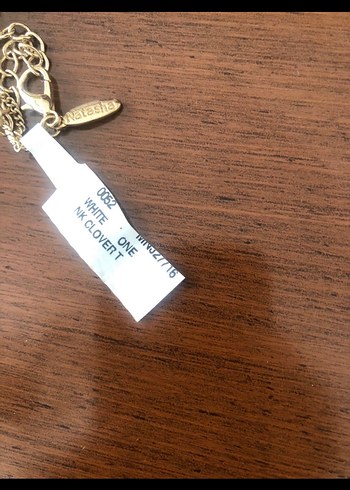 Natasha
0052
WHITE ONE
NK CLOVER T